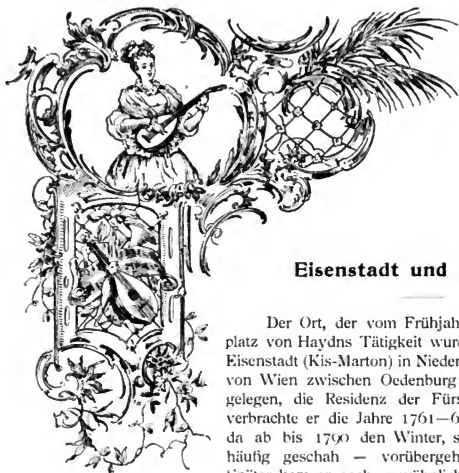 Eisenstadt und
Der Ort, der vom Frühjah
platz von Haydns Tätigkeit wur
Eisenstadt (Kis-Marton) in Nieder
von Wien zwischen Oedenburg
gelegen, die Residenz der Fürs
verbrachte er die Jahre 1761—6
da ab bis 1790 den Winter, s
häufig geschah — vorübergeh